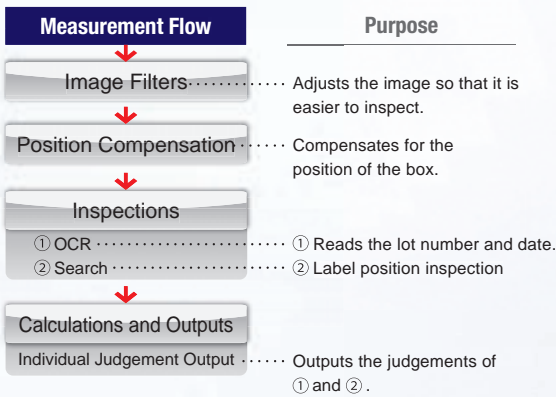 Measurement Flow Purpose
Image Filters Adjusts the image so that it is
easier to inspect.
Position Compensation Compensates for the
position of the box.
Inspections
① OCR ① Reads the lot number and date.
② Search ② Label position inspection
Calculations and Outputs
Individual Judgement Output Outputs the judgements of
① and ② .